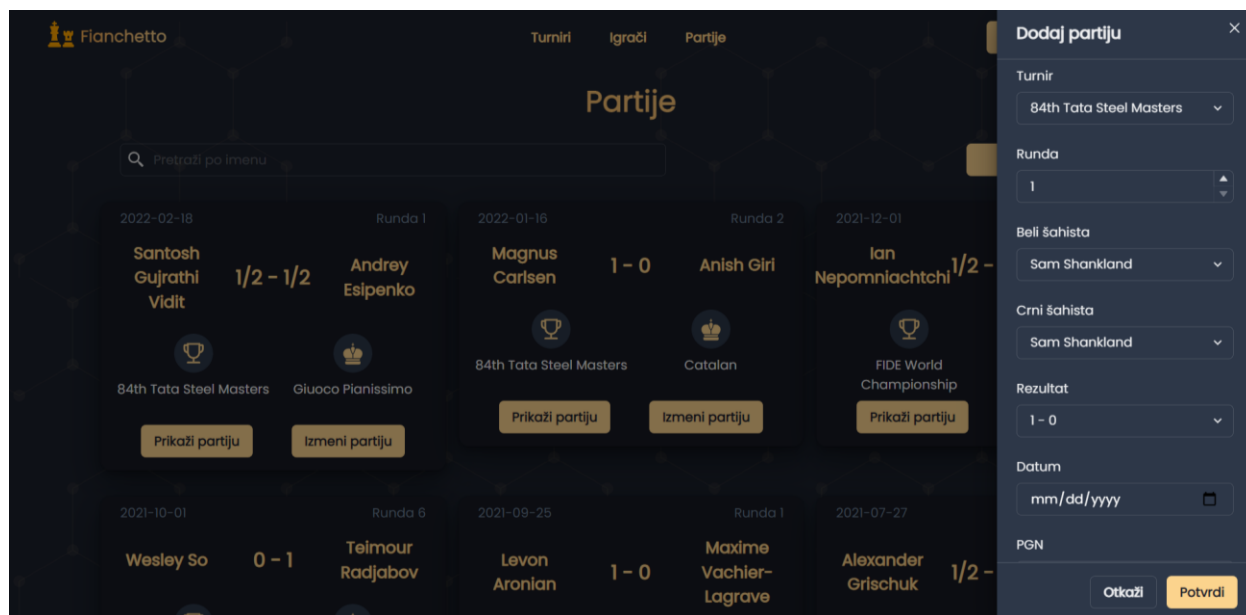 Fianchetto
Turniri Igrači Partije
Partije
Pretraži po imenu
2022-02-18 Runda 1
Santosh Gujrathi Vidit
1/2 - 1/2
Andrey Esipenko
84th Tata Steel Masters
Giuoco Pianissimo
Prikaži partiju
Izmeni partiju
2022-01-16 Runda 2
Magnus Carlsen
1 - 0
Anish Giri
84th Tata Steel Masters
Catalan
Prikaži partiju
Izmeni partiju
2021-12-01
Ian Nepomniachtchi
1/2 -
FIDE World Championship
Prikaži partiju
2021-10-01 Runda 6
Wesley So
0 - 1
Teimour Radjabov
2021-09-25 Runda 1
Levon Aronian
1 - 0
Maxime Vachier-Lagrave
2021-07-27
Alexander Grischuk
1/2 -
Dodaj partiju
Turnir
84th Tata Steel Masters
Runda
1
Beli šahista
Sam Shankland
Crni šahista
Sam Shankland
Rezultat
1 - 0
Datum
mm/dd/yyyy
PGN
Otkaži Potvrdi